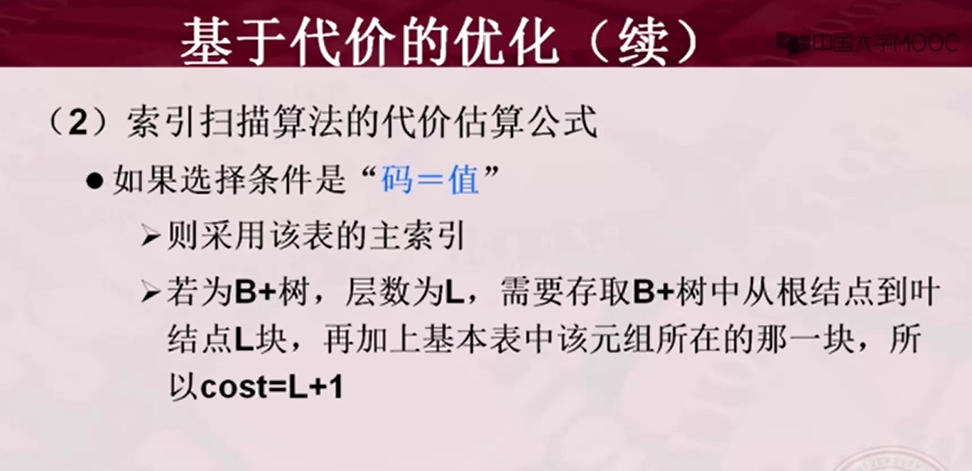 基于代价的优化（续）
中国大学MOOC
（2）索引扫描算法的代价估算公式
●如果选择条件是“码＝值”
➢则采用该表的主索引
➢若为B+树，层数为L，需要存取B+树中从根结点到叶
结点L块，再加上基本表中该元组所在的那一块，所
以cost=L+1